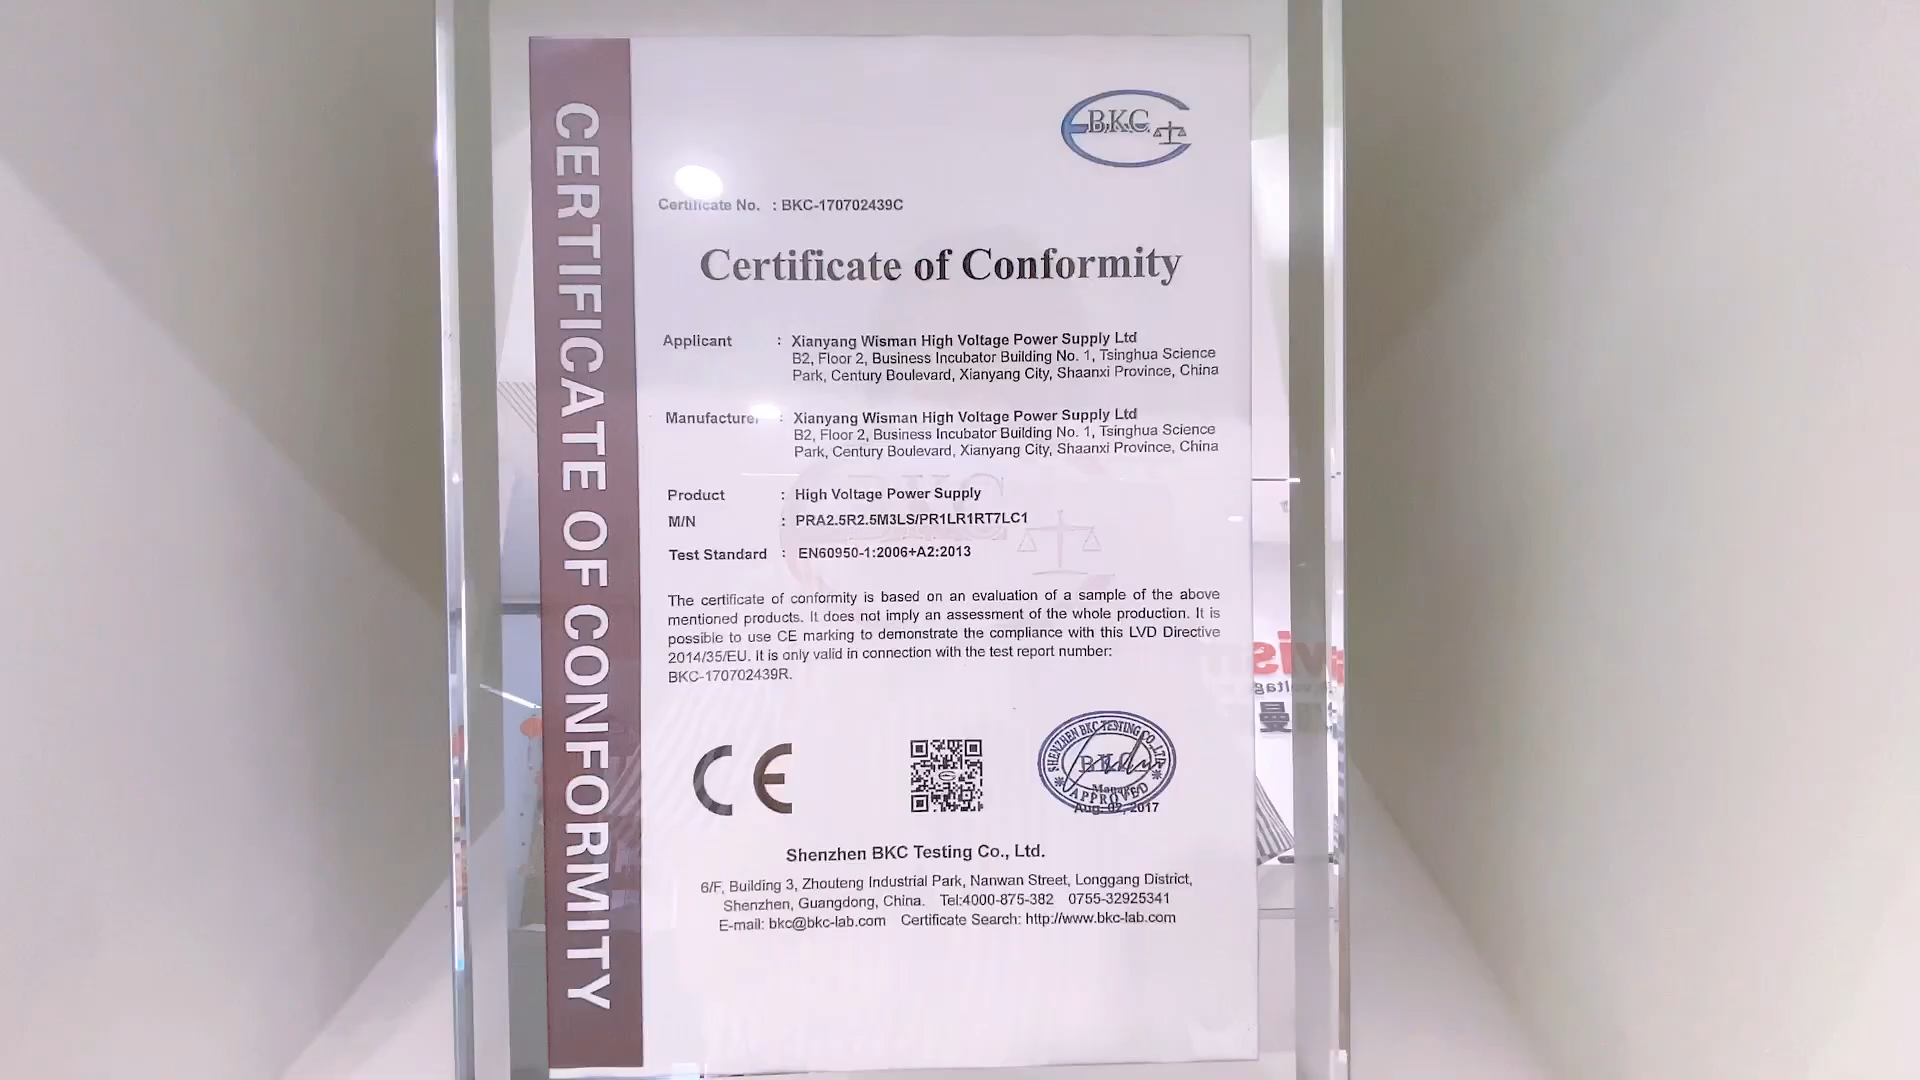 CERTIFICATE OF CONFORMITY
BKC
Certificate No. : BKC-170702439C
Certificate of Conformity
Applicant : Xianyang Wisman High Voltage Power Supply Ltd
B2, Floor 2, Business Incubator Building No. 1, Tsinghua Science
Park, Century Boulevard, Xianyang City, Shaanxi Province, China
Manufacturer : Xianyang Wisman High Voltage Power Supply Ltd
B2, Floor 2, Business Incubator Building No. 1, Tsinghua Science
Park, Century Boulevard, Xianyang City, Shaanxi Province, China
BKC
Product : High Voltage Power Supply
M/N : PRA2.5R2.5M3LS/PR1LR1RT7LC1
Test Standard : EN60950-1:2006+A2:2013
The certificate of conformity is based on an evaluation of a sample of the above
mentioned products. It does not imply an assessment of the whole production. It is
possible to use CE marking to demonstrate the compliance with this LVD Directive
2014/35/EU. It is only valid in connection with the test report number:
BKC-170702439R.
CE
SHENZHEN BKC TESTING CO.,LTD
BKC
Manager
APPROVED
Aug. 02, 2017
Shenzhen BKC Testing Co., Ltd.
6/F, Building 3, Zhouteng Industrial Park, Nanwan Street, Longgang District,
Shenzhen, Guangdong, China. Tel:4000-875-382 0755-32925341
E-mail: bkc@bkc-lab.com Certificate Search: http://www.bkc-lab.com